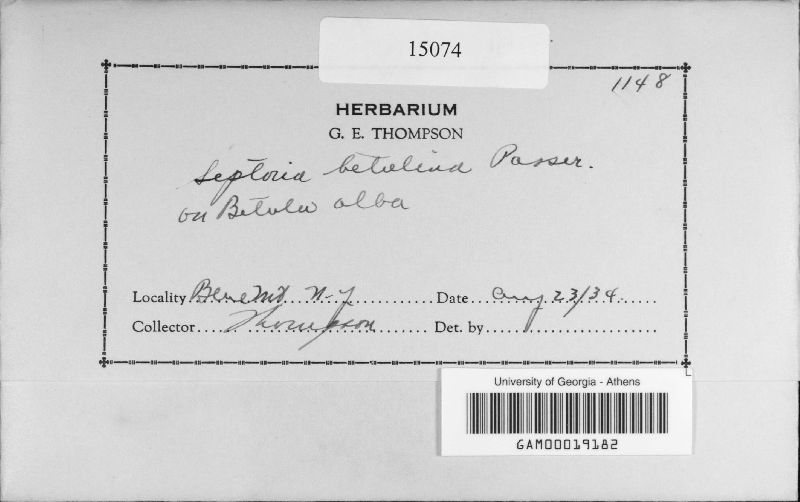 15074
1148
HERBARIUM
G. E. THOMPSON
Septoria betulina Passer.
on Betula alba
Locality N-Y Date Aug 23/34
Collector Thompson Det. by
University of Georgia - Athens
GAM00019182